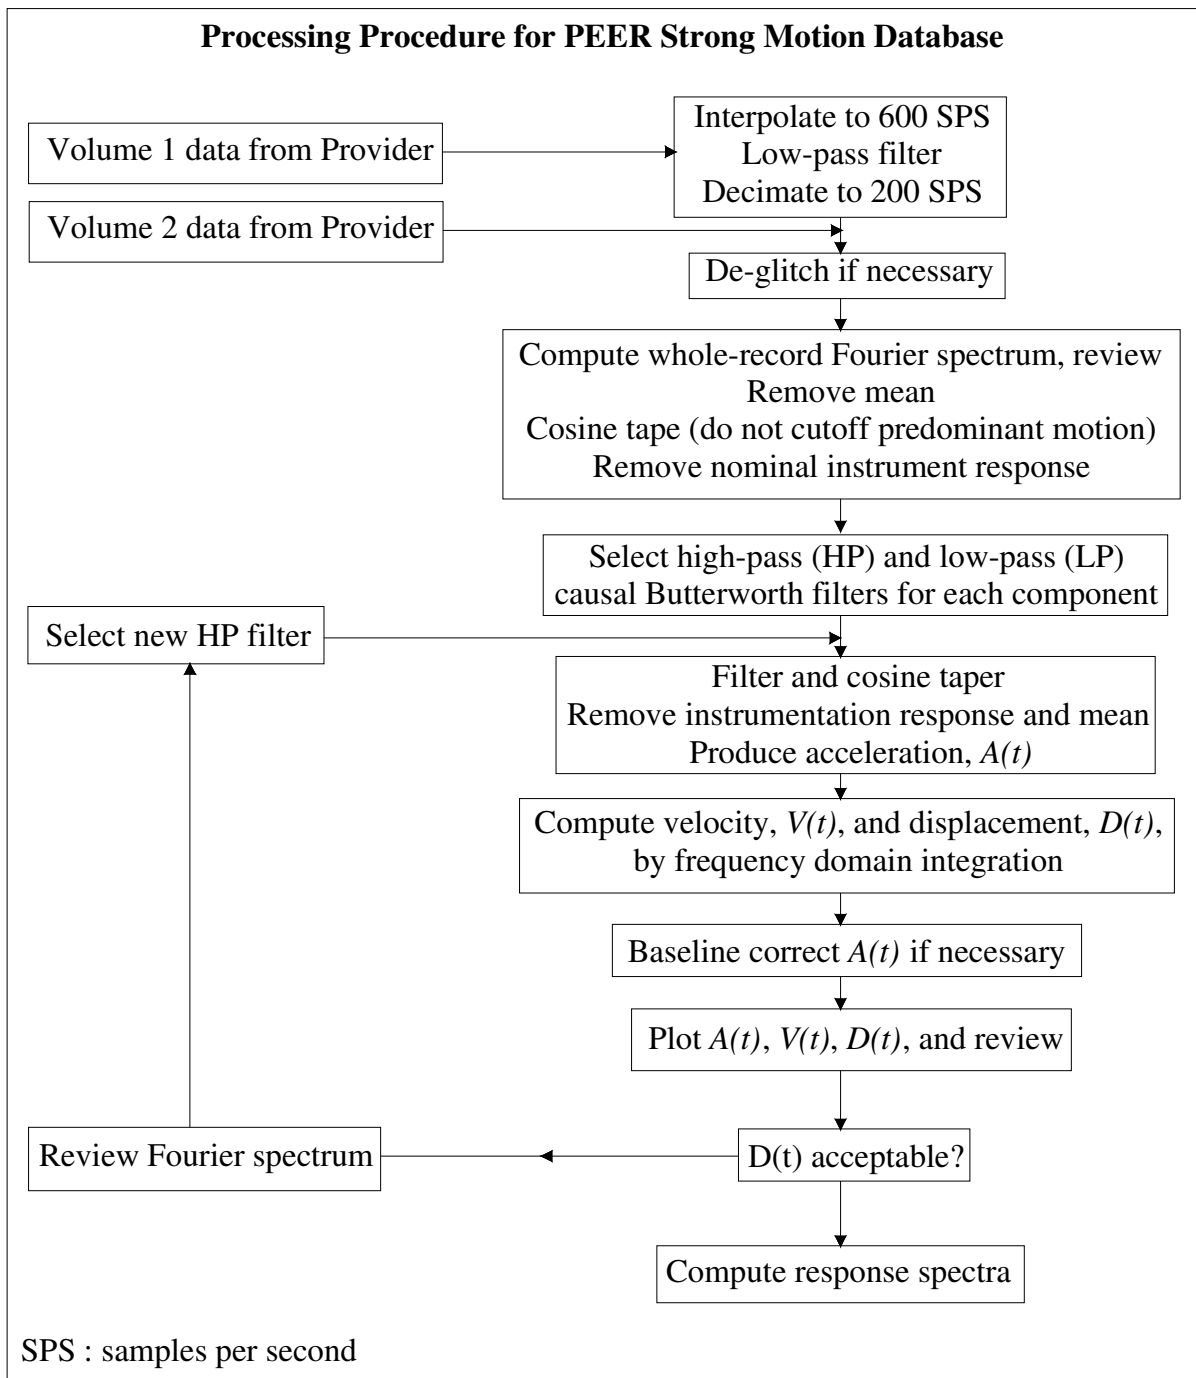 Processing Procedure for PEER Strong Motion Database
Volume 1 data from Provider
Interpolate to 600 SPS
Low-pass filter
Decimate to 200 SPS
Volume 2 data from Provider
De-glitch if necessary
Compute whole-record Fourier spectrum, review
Remove mean
Cosine tape (do not cutoff predominant motion)
Remove nominal instrument response
Select high-pass (HP) and low-pass (LP)
causal Butterworth filters for each component
Select new HP filter
Filter and cosine taper
Remove instrumentation response and mean
Produce acceleration, A(t)
Compute velocity, V(t), and displacement, D(t),
by frequency domain integration
Baseline correct A(t) if necessary
Plot A(t), V(t), D(t), and review
Review Fourier spectrum
D(t) acceptable?
Compute response spectra
SPS : samples per second